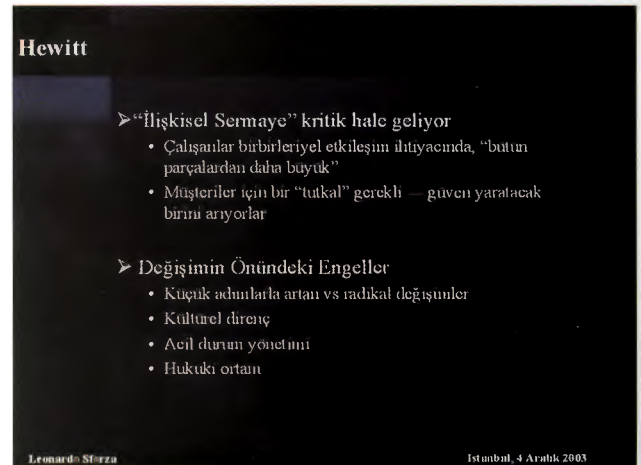 Hewitt
➢“İlişkisel Sermaye” kritik hale geliyor
• Çalışanlar birbirleriyel etkileşim ihtiyacında, “bütün
parçalardan daha büyük”
• Müşteriler için bir “tutkal” gerekli — güven yaratacak
birini arıyorlar
➢ Değişimin Önündeki Engeller
• Küçük adımlarla artan vs radikal değişimler
• Kültürel direnç
• Acil durum yönetimi
• Hukuki ortam
Leonardo Sforza
Istanbul, 4 Aralık 2003